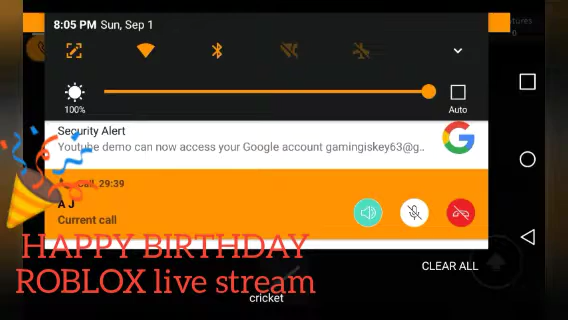 8:05 PM Sun, Sep 1
100%
Auto
Security Alert
Youtube demo can now access your Google account gamingiskey63@g..
Call 29:39
A J
Current call
HAPPY BIRTHDAY
ROBLOX live stream
CLEAR ALL
cricket